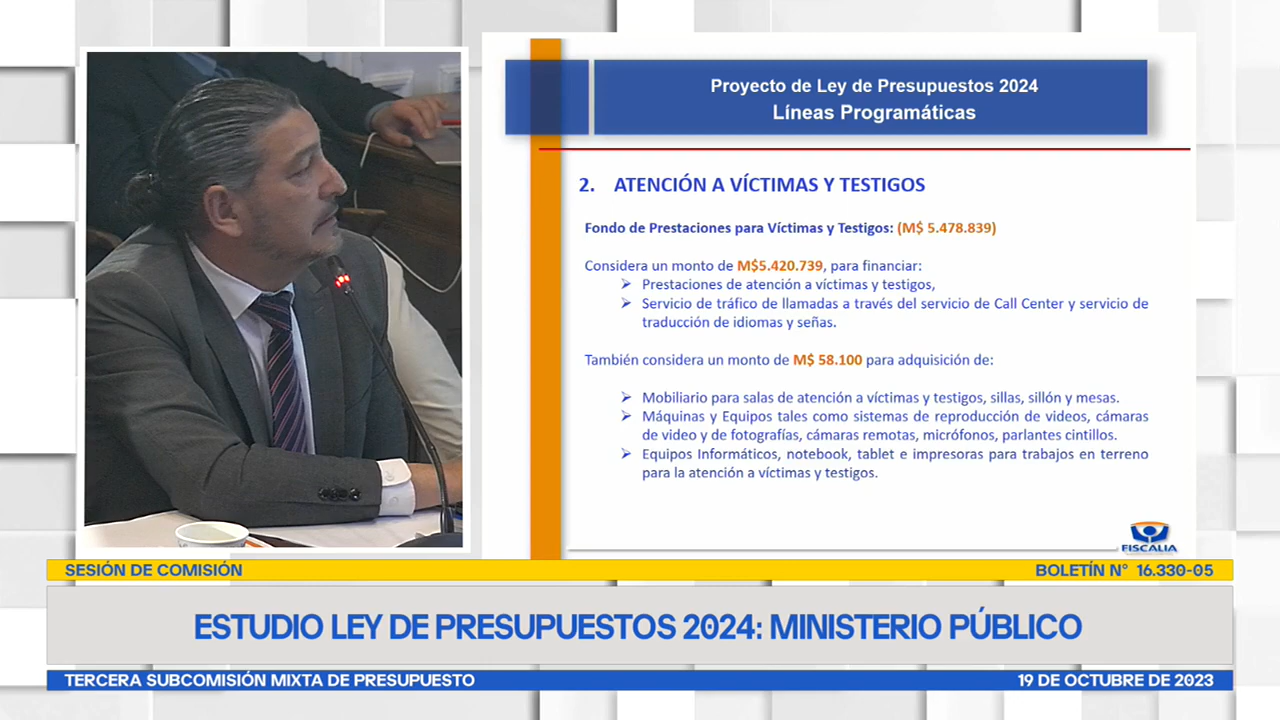 Proyecto de Ley de Presupuestos 2024
Líneas Programáticas
2. ATENCIÓN A VÍCTIMAS Y TESTIGOS
Fondo de Prestaciones para Víctimas y Testigos: (M$ 5.478.839)
Considera un monto de M$5.420.739, para financiar:
➢ Prestaciones de atención a víctimas y testigos,
➢ Servicio de tráfico de llamadas a través del servicio de Call Center y servicio de
traducción de idiomas y señas.
También considera un monto de M$ 58.100 para adquisición de:
➢ Mobiliario para salas de atención a víctimas y testigos, sillas, sillón y mesas.
➢ Máquinas y Equipos tales como sistemas de reproducción de videos, cámaras
de video y de fotografías, cámaras remotas, micrófonos, parlantes cintillos.
➢ Equipos Informáticos, notebook, tablet e impresoras para trabajos en terreno
para la atención a víctimas y testigos.
FISCALIA
SESIÓN DE COMISIÓN
BOLETÍN N° 16.330-05
ESTUDIO LEY DE PRESUPUESTOS 2024: MINISTERIO PÚBLICO
TERCERA SUBCOMISIÓN MIXTA DE PRESUPUESTO
19 DE OCTUBRE DE 2023